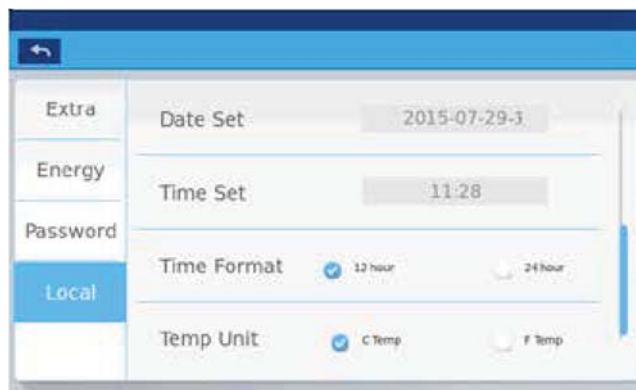 Extra
Energy
Password
Local
Date Set 2015-07-29-3
Time Set 11:28
Time Format 12 hour 24 hour
Temp Unit C Temp F Temp